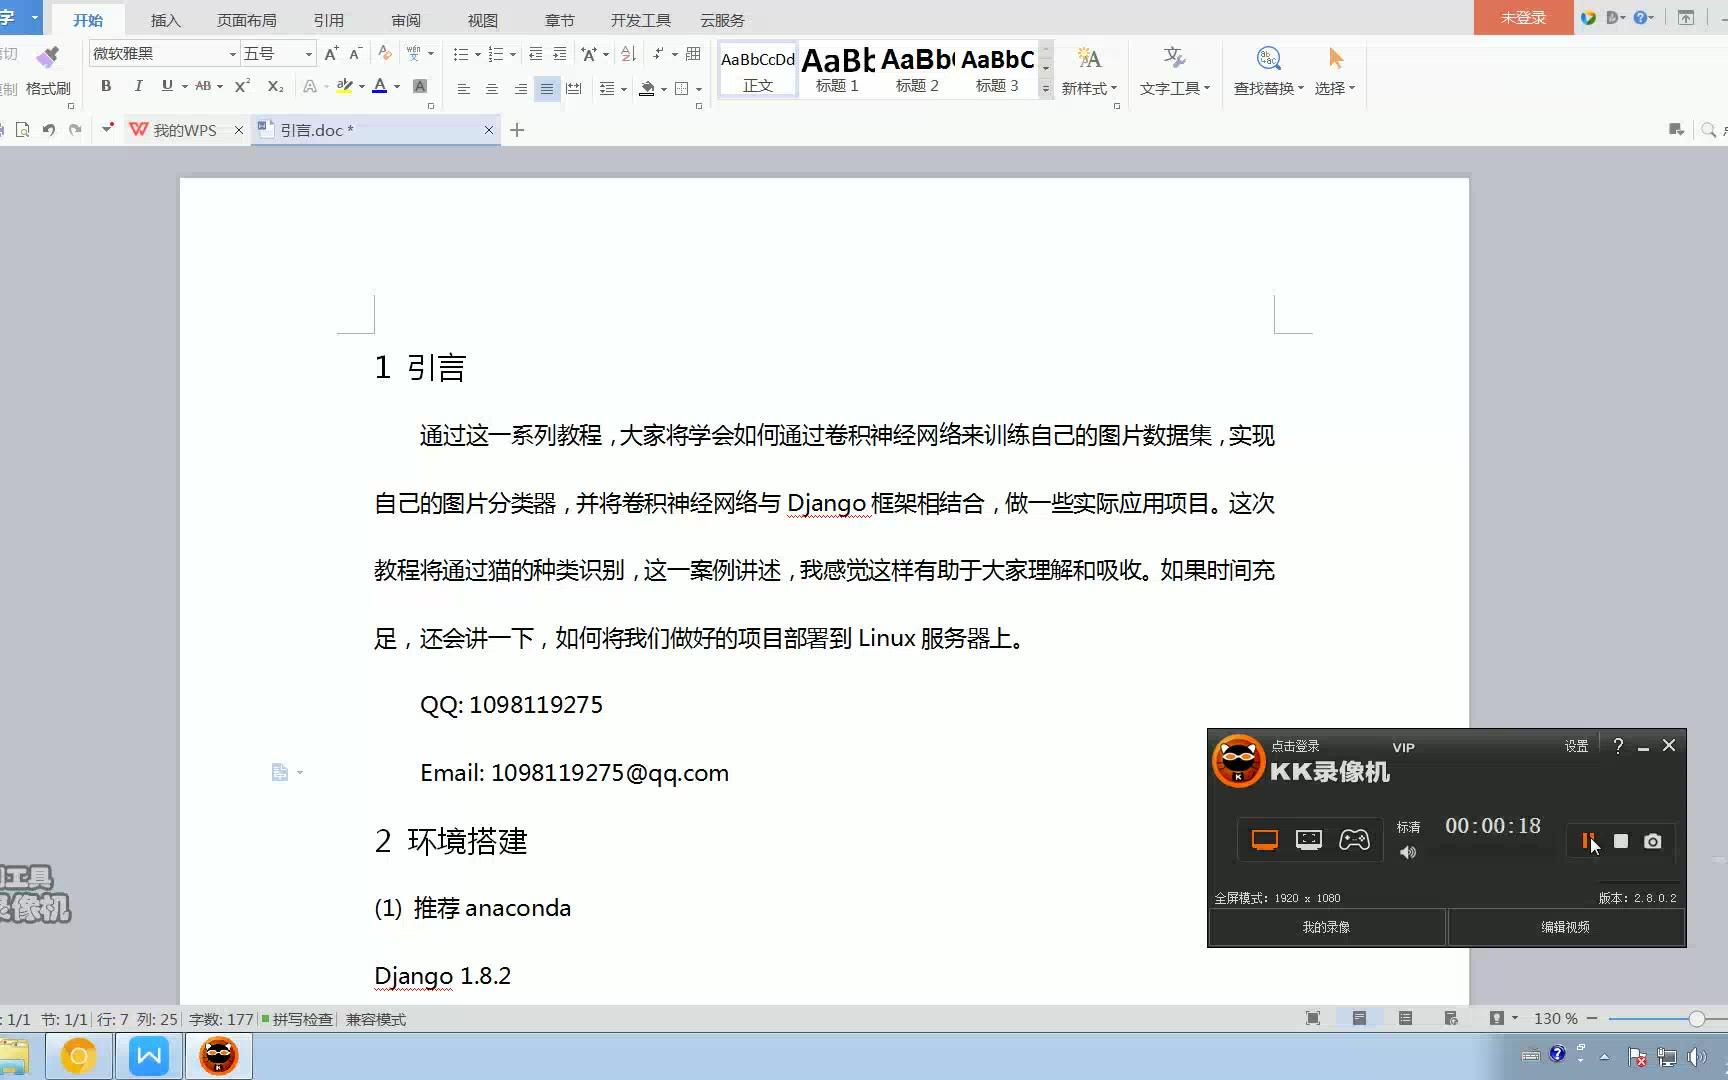 字 开始 插入 页面布局 引用 审阅 视图 章节 开发工具 云服务 未登录
微软雅黑 五号 AaBbCcDd AaBb AaBb AaBbC 新样式 文字工具 查找替换 选择
格式刷 B I U AB X² X₂ A A A 正文 标题 1 标题 2 标题 3
我的WPS 引言.doc *
1 引言
通过这一系列教程，大家将学会如何通过卷积神经网络来训练自己的图片数据集，实现
自己的图片分类器，并将卷积神经网络与 Django 框架相结合，做一些实际应用项目。这次
教程将通过猫的种类识别，这一案例讲述，我感觉这样有助于大家理解和吸收。如果时间充
足，还会讲一下，如何将我们做好的项目部署到 Linux 服务器上。
QQ: 1098119275
Email: 1098119275@qq.com
2 环境搭建
(1) 推荐 anaconda
Django 1.8.2
点击登录 VIP 设置 ?
KK录像机
标清 00:00:18
全屏模式: 1920 x 1080 版本: 2.8.0.2
我的录像 编辑视频
工具
录像机
: 1/1 节: 1/1 行: 7 列: 25 字数: 177 拼写检查 兼容模式 130 %